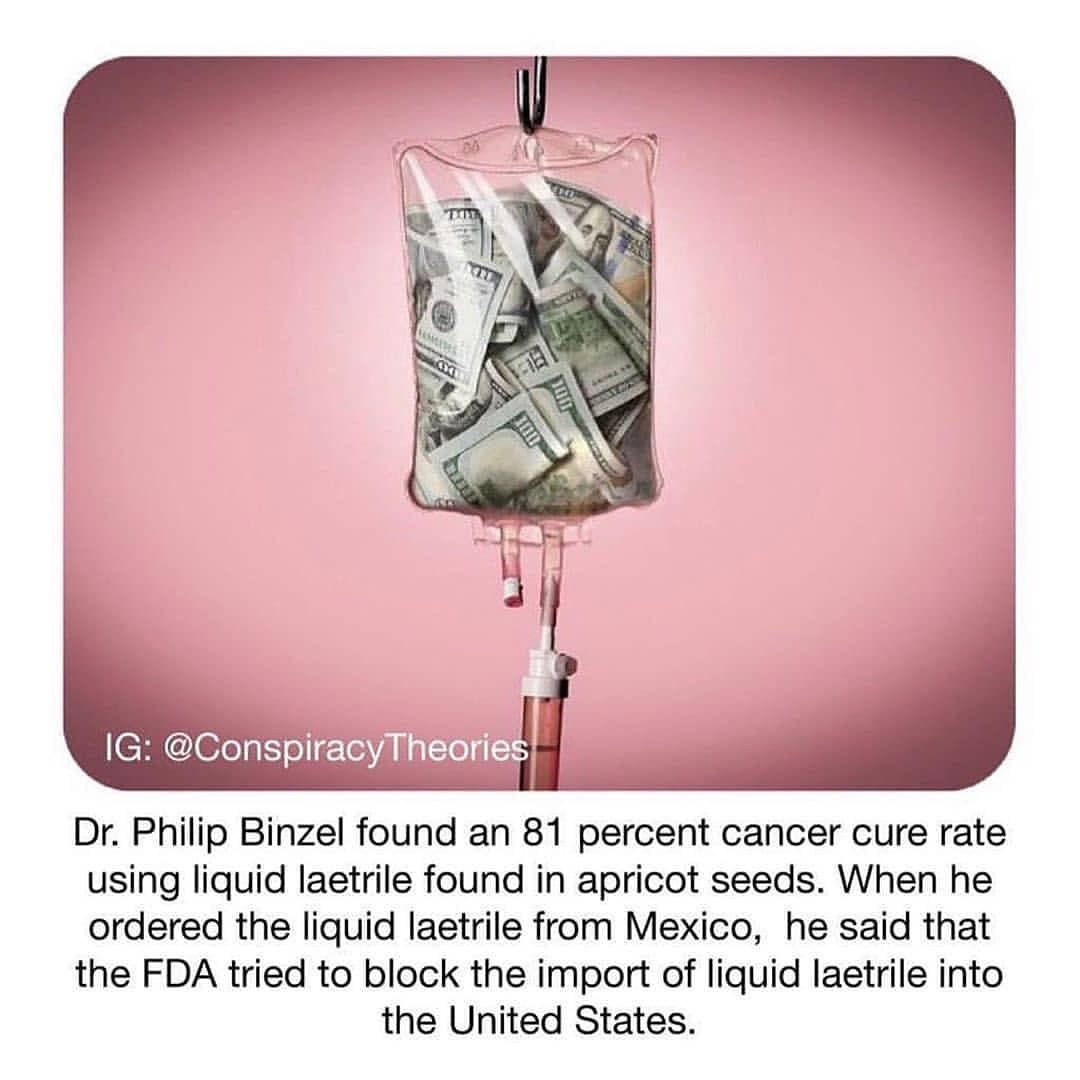 IG: @ConspiracyTheories
Dr. Philip Binzel found an 81 percent cancer cure rate
using liquid laetrile found in apricot seeds. When he
ordered the liquid laetrile from Mexico,  he said that
the FDA tried to block the import of liquid laetrile into
the United States.